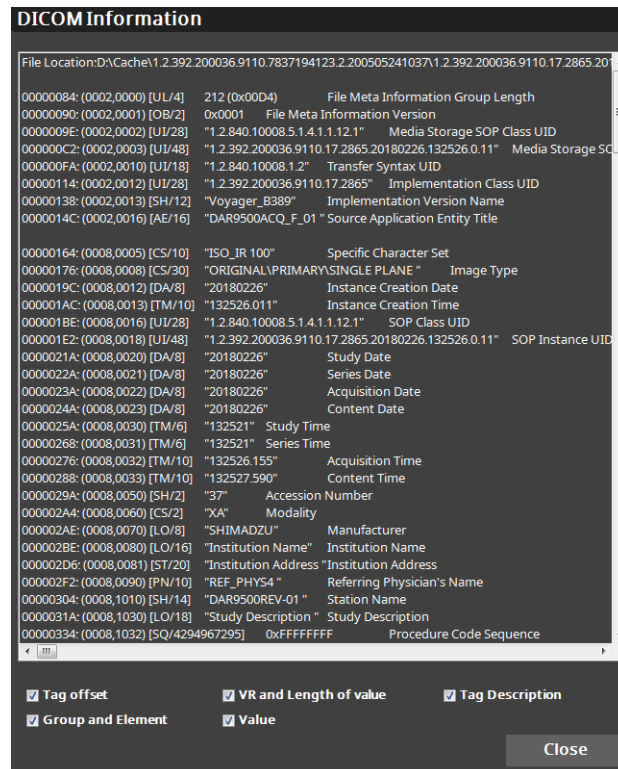 DICOM Information
File Location:D:\Cache\1.2.392.200036.9110.7837194123.2.200505241037\1.2.392.200036.9110.17.2865.201
00000084: (0002,0000) [UL/4] 212 (0x00D4) File Meta Information Group Length
00000090: (0002,0001) [OB/2] 0x0001 File Meta Information Version
0000009E: (0002,0002) [UI/28] "1.2.840.10008.5.1.4.1.1.12.1" Media Storage SOP Class UID
000000C2: (0002,0003) [UI/48] "1.2.392.200036.9110.17.2865.20180226.132526.0.11" Media Storage SC
000000FA: (0002,0010) [UI/18] "1.2.840.10008.1.2" Transfer Syntax UID
00000114: (0002,0012) [UI/28] "1.2.392.200036.9110.17.2865" Implementation Class UID
00000138: (0002,0013) [SH/12] "Voyager_B389" Implementation Version Name
0000014C: (0002,0016) [AE/16] "DAR9500ACQ_F_01 " Source Application Entity Title
00000164: (0008,0005) [CS/10] "ISO_IR 100" Specific Character Set
00000176: (0008,0008) [CS/30] "ORIGINAL\PRIMARY\SINGLE PLANE " Image Type
0000019C: (0008,0012) [DA/8] "20180226" Instance Creation Date
000001AC: (0008,0013) [TM/10] "132526.011" Instance Creation Time
000001BE: (0008,0016) [UI/28] "1.2.840.10008.5.1.4.1.1.12.1" SOP Class UID
000001E2: (0008,0018) [UI/48] "1.2.392.200036.9110.17.2865.20180226.132526.0.11" SOP Instance UID
0000021A: (0008,0020) [DA/8] "20180226" Study Date
0000022A: (0008,0021) [DA/8] "20180226" Series Date
0000023A: (0008,0022) [DA/8] "20180226" Acquisition Date
0000024A: (0008,0023) [DA/8] "20180226" Content Date
0000025A: (0008,0030) [TM/6] "132521" Study Time
00000268: (0008,0031) [TM/6] "132521" Series Time
00000276: (0008,0032) [TM/10] "132526.155" Acquisition Time
00000288: (0008,0033) [TM/10] "132527.590" Content Time
0000029A: (0008,0050) [SH/2] "37" Accession Number
000002A4: (0008,0060) [CS/2] "XA" Modality
000002AE: (0008,0070) [LO/8] "SHIMADZU" Manufacturer
000002BE: (0008,0080) [LO/16] "Institution Name" Institution Name
000002D6: (0008,0081) [ST/20] "Institution Address " Institution Address
000002F2: (0008,0090) [PN/10] "REF_PHYS4 " Referring Physician's Name
00000304: (0008,1010) [SH/14] "DAR9500REV-01 " Station Name
0000031A: (0008,1030) [LO/18] "Study Description " Study Description
00000334: (0008,1032) [SQ/4294967295] 0xFFFFFFFF Procedure Code Sequence
Tag offset VR and Length of value Tag Description
Group and Element Value
Close